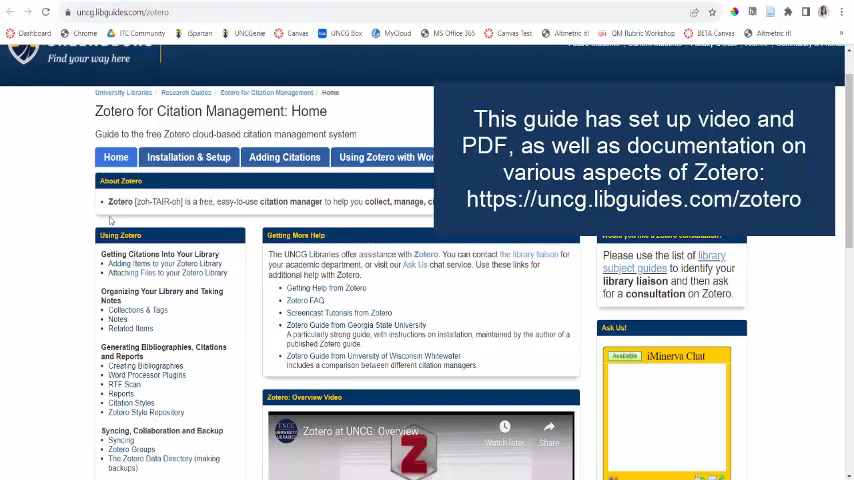 uncg.libguides.com/zotero
Dashboard
Chrome
ITC Community
iSpartan
UNCGenie
Canvas
UNCG Box
MyCloud
MS Office 365
Canvas Test
Altmetric it!
QM Rubric Workshop
BETA Canvas
Altmetric it!
»
Find your way here
University Libraries
Research Guides
Zotero for Citation Management
Home
Zotero for Citation Management: Home
Guide to the free Zotero cloud-based citation management system
Home
Installation & Setup
Adding Citations
Using Zotero with Wor
This guide has set up video and
PDF, as well as documentation on
various aspects of Zotero:
https://uncg.libguides.com/zotero
About Zotero
Zotero [zoh-TAIR-oh] is a free, easy-to-use citation manager to help you collect, manage, ci
Using Zotero
Getting Citations Into Your Library
Adding Items to your Zotero Library
Attaching Files to your Zotero Library
Organizing Your Library and Taking
Notes
Collections & Tags
Notes
Related Items
Generating Bibliographies, Citations
and Reports
Creating Bibliographies
Word Processor Plugins
RTF Scan
Reports
Citation Styles
Zotero Style Repository
Syncing, Collaboration and Backup
Syncing
Zotero Groups
The Zotero Data Directory (making
backups)
Getting More Help
The UNCG Libraries offer assistance with Zotero. You can contact the library liaison for
your academic department, or visit our Ask Us chat service. Use these links for
additional help with Zotero.
Getting Help from Zotero
Zotero FAQ
Screencast Tutorials from Zotero
Zotero Guide from Georgia State University
A particularly strong guide, with instructions on installation, maintained by the author of a
published Zotero guide.
Zotero Guide from University of Wisconsin Whitewater
Includes a comparison between different citation managers.
Zotero: Overview Video
UNCG
Zotero at UNCG: Overview
Watch later
Share
Z
Would you like a Zotero consultation?
Please use the list of library
subject guides to identify your
library liaison and then ask
for a consultation on Zotero.
Ask Us!
Available
iMinerva Chat